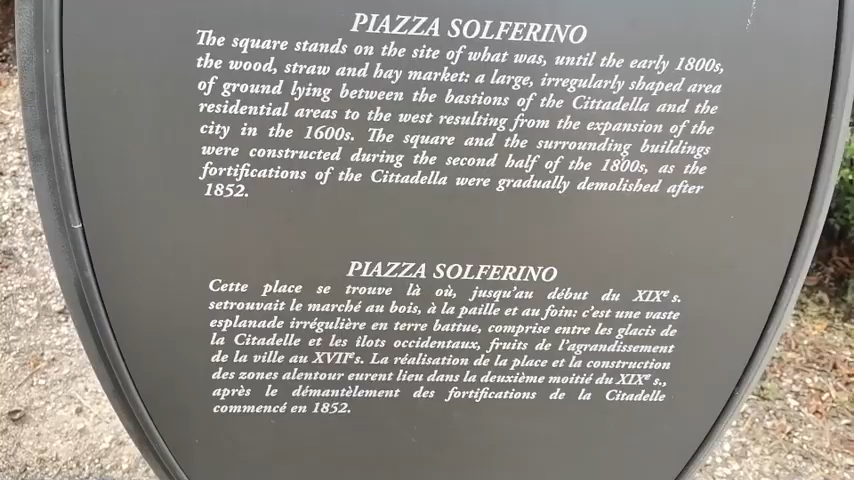 PIAZZA SOLFERINO
The square stands on the site of what was, until the early 1800s,
the wood, straw and hay market: a large, irregularly shaped area
of ground lying between the bastions of the Cittadella and the
residential areas to the west resulting from the expansion of the
city in the 1600s. The square and the surrounding buildings
were constructed during the second half of the 1800s, as the
fortifications of the Cittadella were gradually demolished after
1852.
PIAZZA SOLFERINO
Cette place se trouve là où, jusqu'au début du XIXe s.
setrouvait le marché au bois, à la paille et au foin: c'est une vaste
esplanade irrégulière en terre battue, comprise entre les glacis de
la Citadelle et les îlots occidentaux, fruits de l'agrandissement
de la ville au XVIIes. La réalisation de la place et la construction
des zones alentour eurent lieu dans la deuxième moitié du XIXe s.,
après le démantèlement des fortifications de la Citadelle
commencé en 1852.